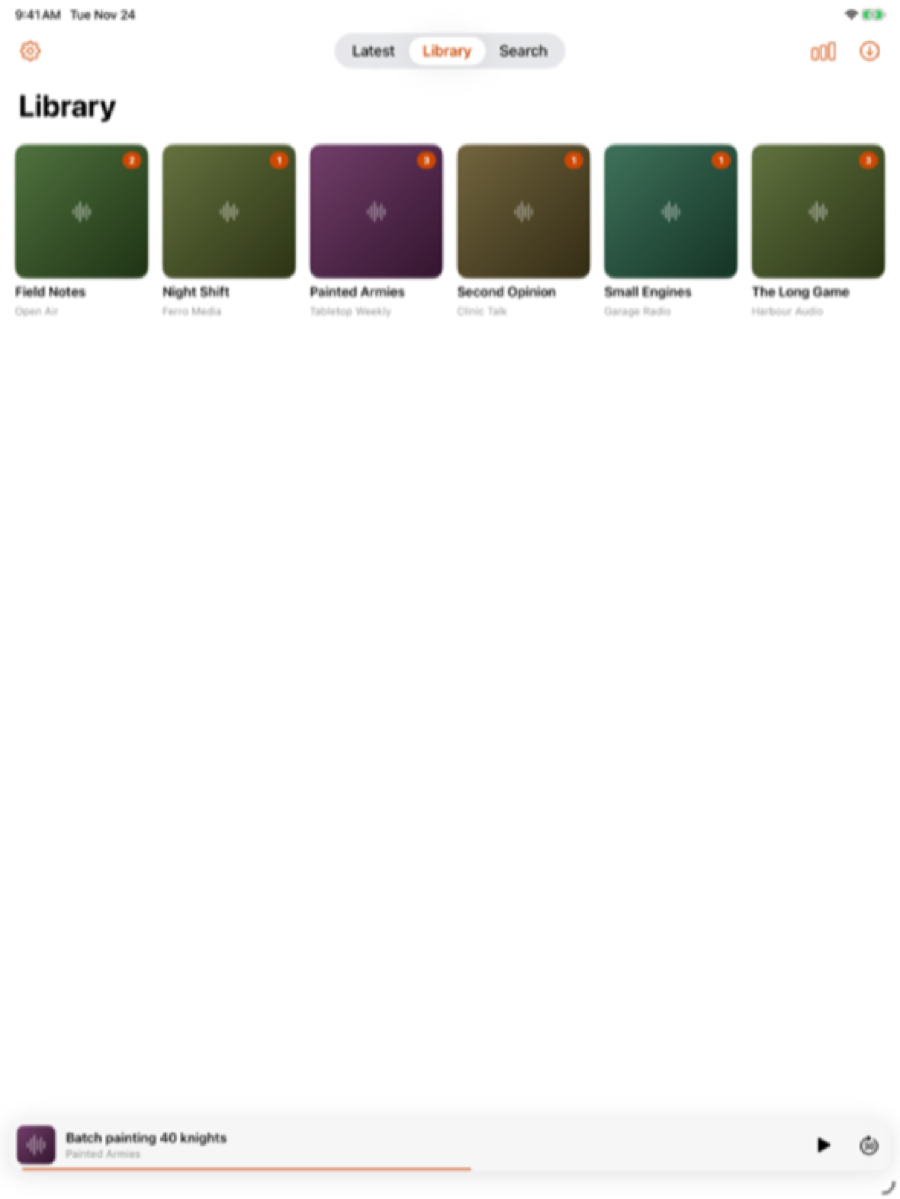 9:41 AM Tue Nov 24
Latest Library Search
Library
2 1 3 1 1 3
Field Notes Night Shift Painted Armies Second Opinion Small Engines The Long Game
Open Air Ferro Media Tabletop Weekly Clinic Talk Garage Radio Harbour Audio
Batch painting 40 knights
Painted Armies